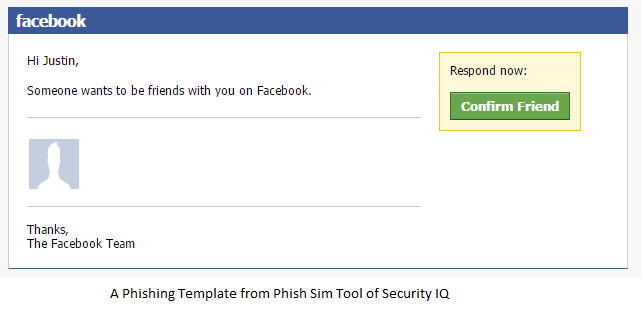 facebook
Hi Justin,
Someone wants to be friends with you on Facebook.
Respond now:
Confirm Friend
Thanks,
The Facebook Team
A Phishing Template from Phish Sim Tool of Security IQ